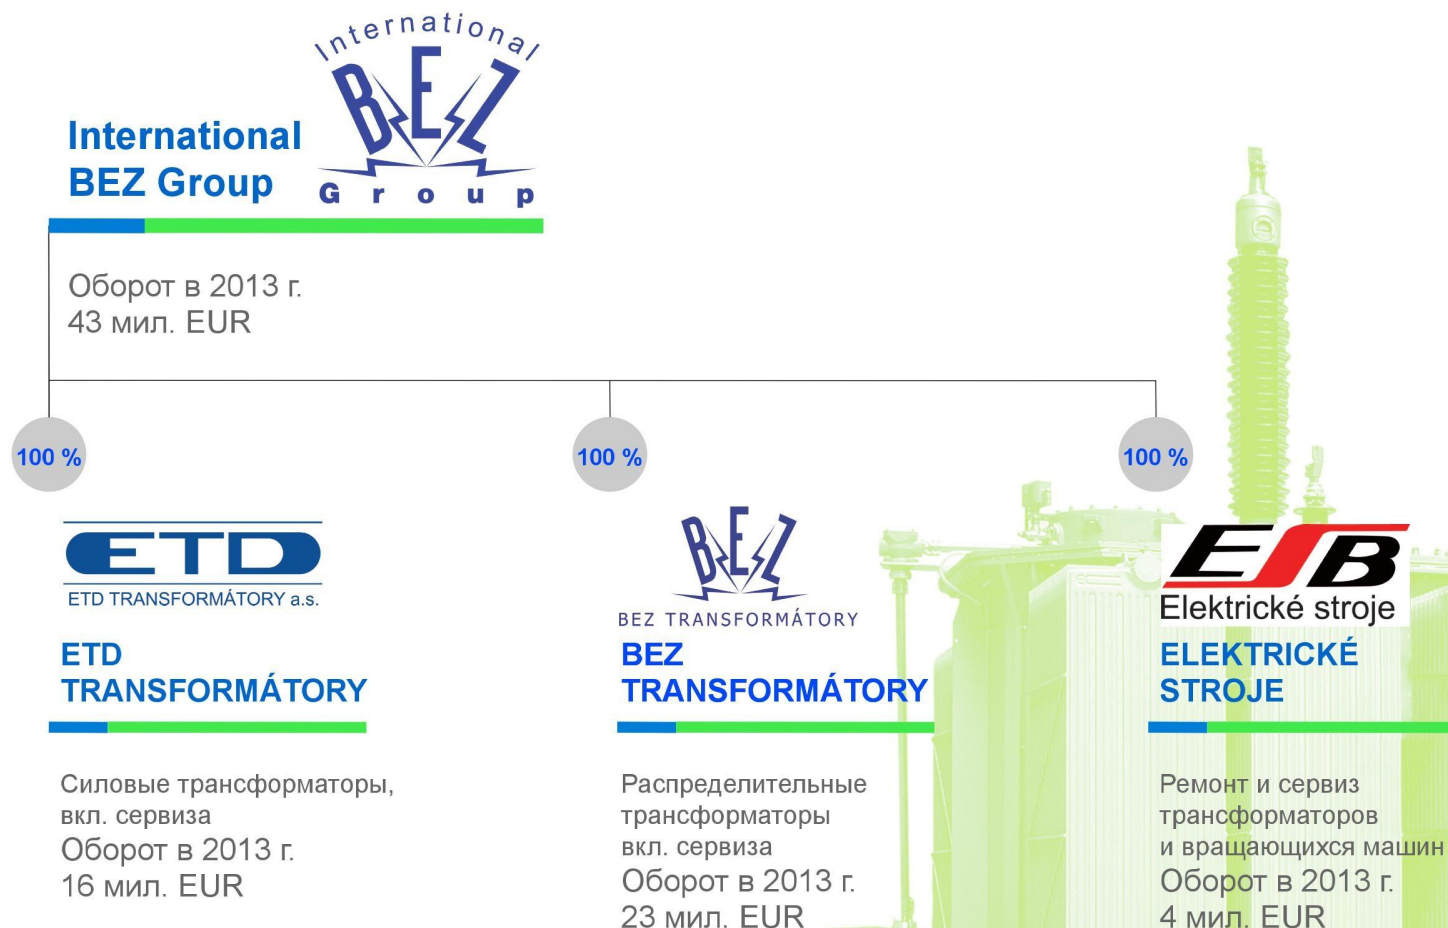 International
BEZ
Group
International
BEZ Group
Оборот в 2013 г.
43 мил. EUR
100 %
100 %
100 %
ETD
ETD TRANSFORMÁTORY a.s.
ETD
TRANSFORMÁTORY
Силовые трансформаторы,
вкл. сервиза
Оборот в 2013 г.
16 мил. EUR
BEZ
BEZ TRANSFORMÁTORY
BEZ
TRANSFORMÁTORY
Распределительные
трансформаторы
вкл. сервиза
Оборот в 2013 г.
23 мил. EUR
ESB
Elektrické stroje
ELEKTRICKÉ
STROJE
Ремонт и сервиз
трансформаторов
и вращающихся машин
Оборот в 2013 г.
4 мил. EUR